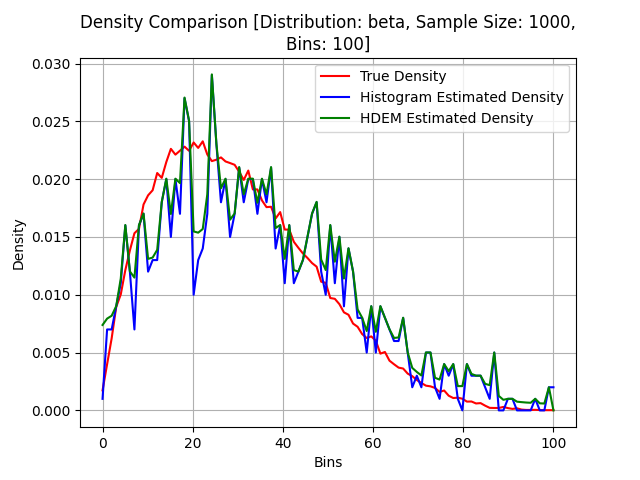 Density Comparison [Distribution: beta, Sample Size: 1000,
Bins: 100]
True Density
Histogram Estimated Density
HDEM Estimated Density
Density
0.030
0.025
0.020
0.015
0.010
0.005
0.000
0 20 40 60 80 100
Bins